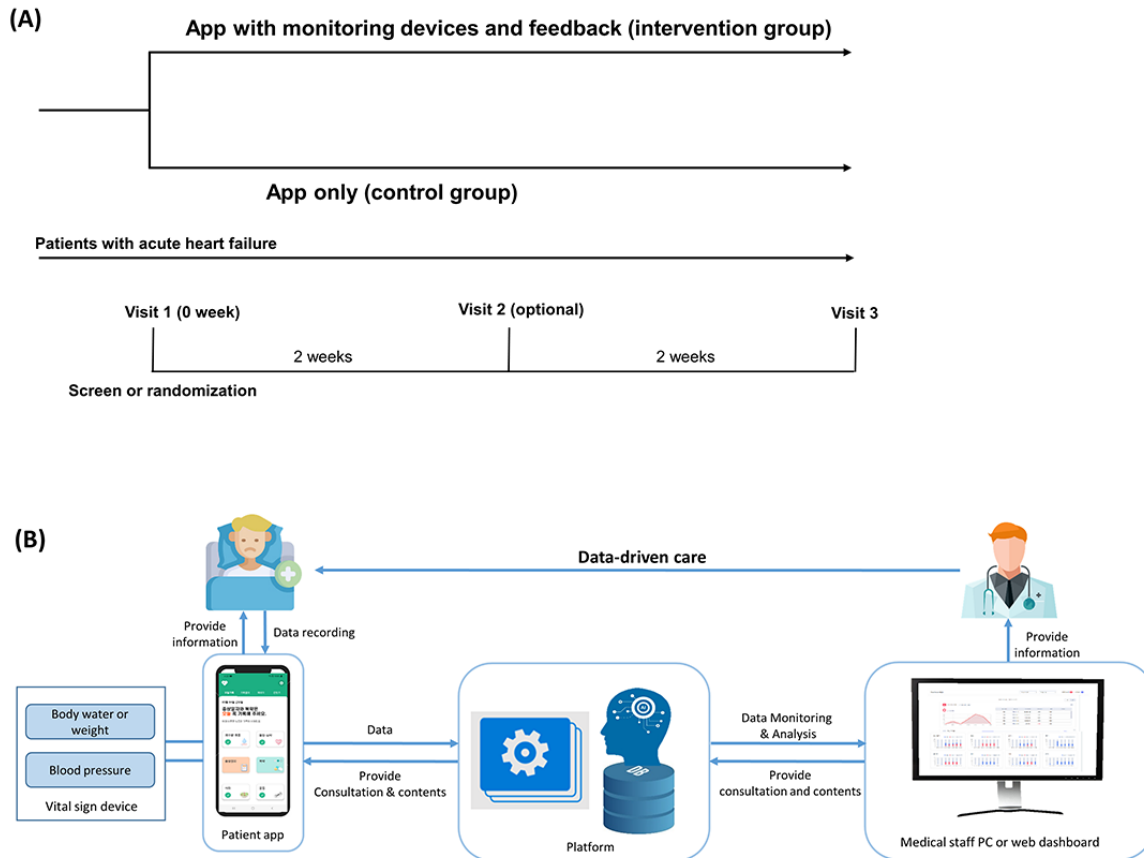 (A)
App with monitoring devices and feedback (intervention group)
App only (control group)
Patients with acute heart failure
Visit 1 (0 week)
Visit 2 (optional)
Visit 3
2 weeks
2 weeks
Screen or randomization
(B)
Data-driven care
Provide
information
Data recording
Provide
information
Body water or
weight
Blood pressure
Vital sign device
Patient app
Data
Provide
Consultation & contents
DB
Platform
Data Monitoring
& Analysis
Provide
consultation and contents
Medical staff PC or web dashboard